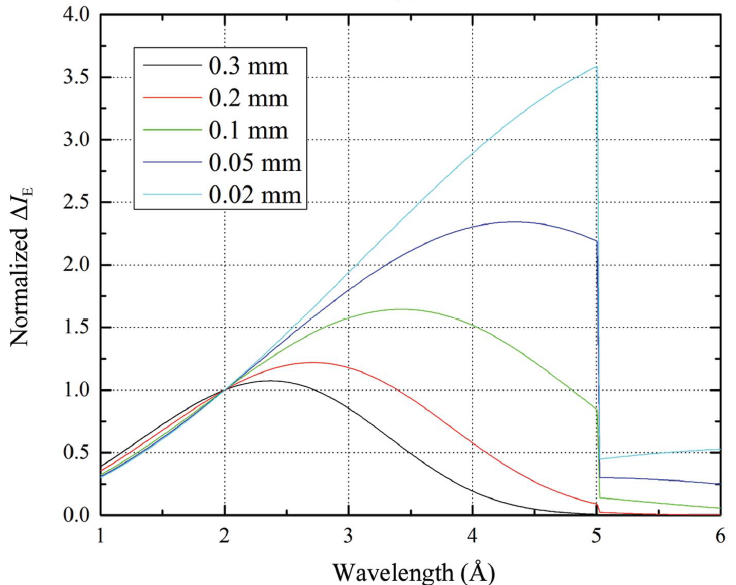 4.0
3.5
3.0
2.5
2.0
1.5
1.0
0.5
0.0
Normalized ΔI_E
0.3 mm
0.2 mm
0.1 mm
0.05 mm
0.02 mm
1 2 3 4 5 6
Wavelength (Å)